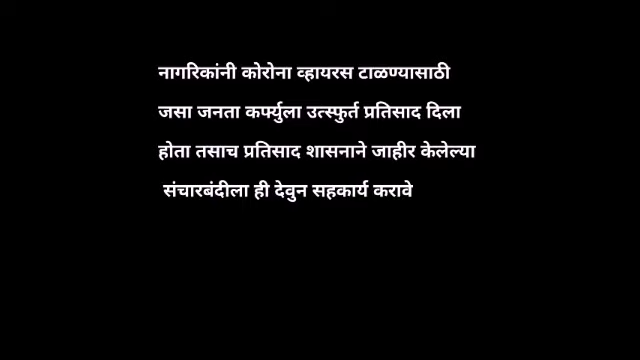 नागरिकांनी कोरोना व्हायरस टाळण्यासाठी
जसा जनता कर्फ्युला उत्स्फुर्त प्रतिसाद दिला
होता तसाच प्रतिसाद शासनाने जाहीर केलेल्या
संचारबंदीला ही देवुन सहकार्य करावे